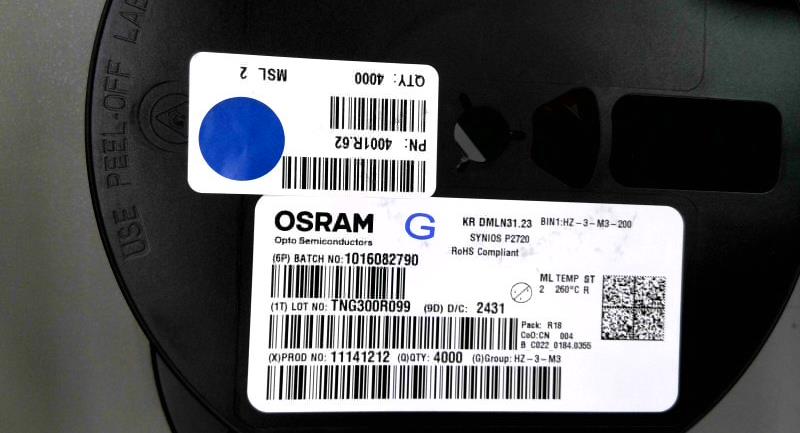 USE PEEL-OFF LAB
QTY: 4000 MSL 2
PN: 4001R.62
OSRAM
Opto Semiconductors
G
KR DMLN31.23 BIN1:HZ-3-M3-200
SYNIOS P2720
RoHS Compliant
(6P) BATCH NO:1016082790
ML TEMP ST
2 260°C R
(1T) LOT NO: TNG300R099 (9D) D/C: 2431
Pack: R18
CoO:CN 004
B C022 0184.0355
(X)PROD NO: 11141212 (Q)QTY: 4000 (G)Group: HZ-3-M3